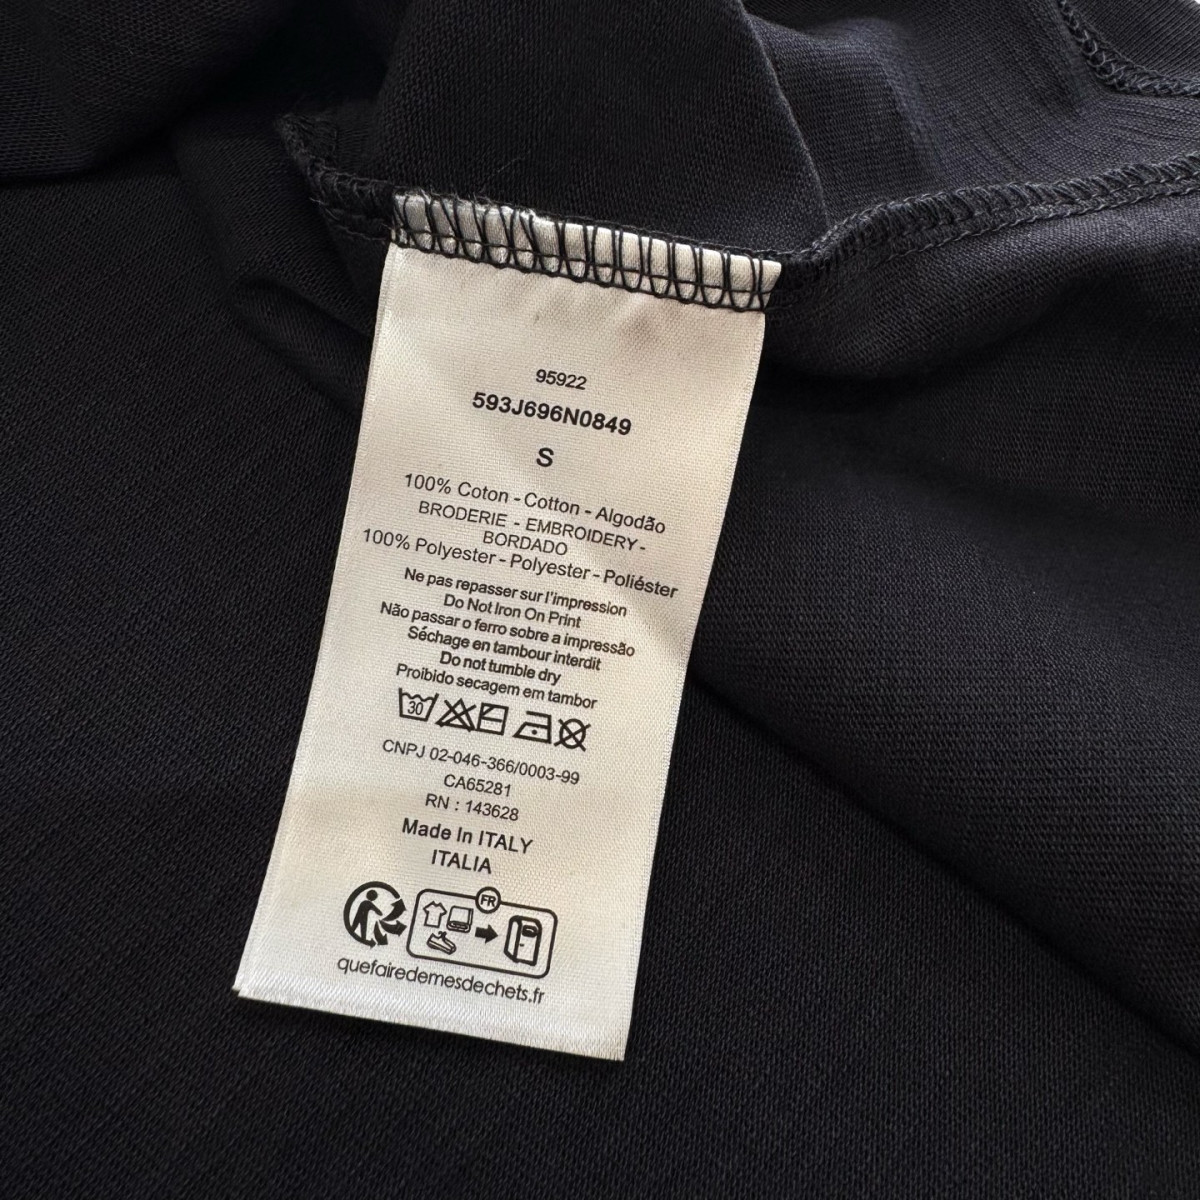 95922
593J696N0849
S
100% Coton - Cotton - Algodão
BRODERIE - EMBROIDERY-
BORDADO
100% Polyester - Polyester - Poliéster
Ne pas repasser sur l'impression
Do Not Iron On Print
Não passar o ferro sobre a impressão
Séchage en tambour interdit
Do not tumble dry
Proibido secagem em tambor
30
CNPJ 02-046-366/0003-99
CA65281
RN : 143628
Made In ITALY
ITALIA
FR
quefairedemesdechets.fr